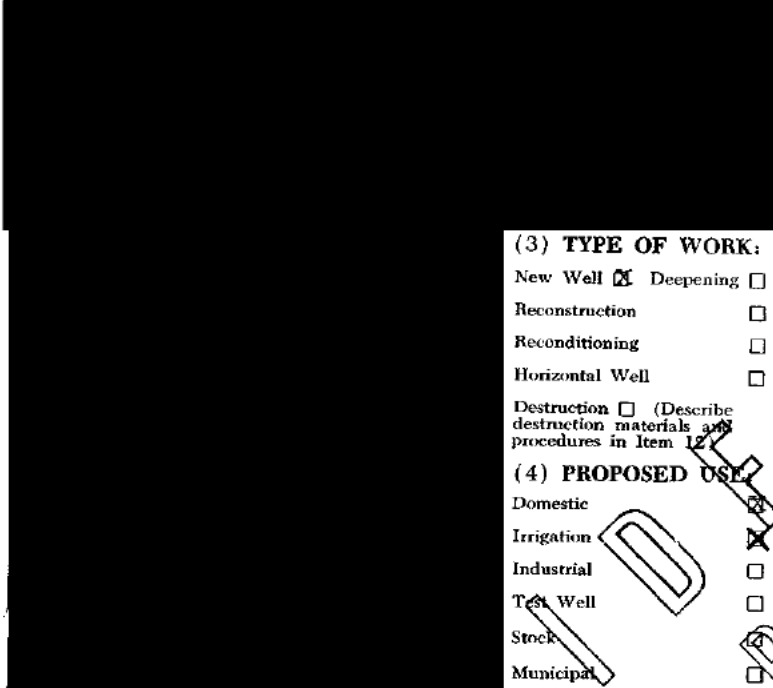 (3) TYPE OF WORK:
New Well ☒ Deepening ☐
Reconstruction ☐
Reconditioning ☐
Horizontal Well ☐
Destruction ☐ (Describe
destruction materials and
procedures in Item 12)
(4) PROPOSED USE:
Domestic ☒
Irrigation ☒
Industrial ☐
Test Well ☐
Stock
Municipal ☐